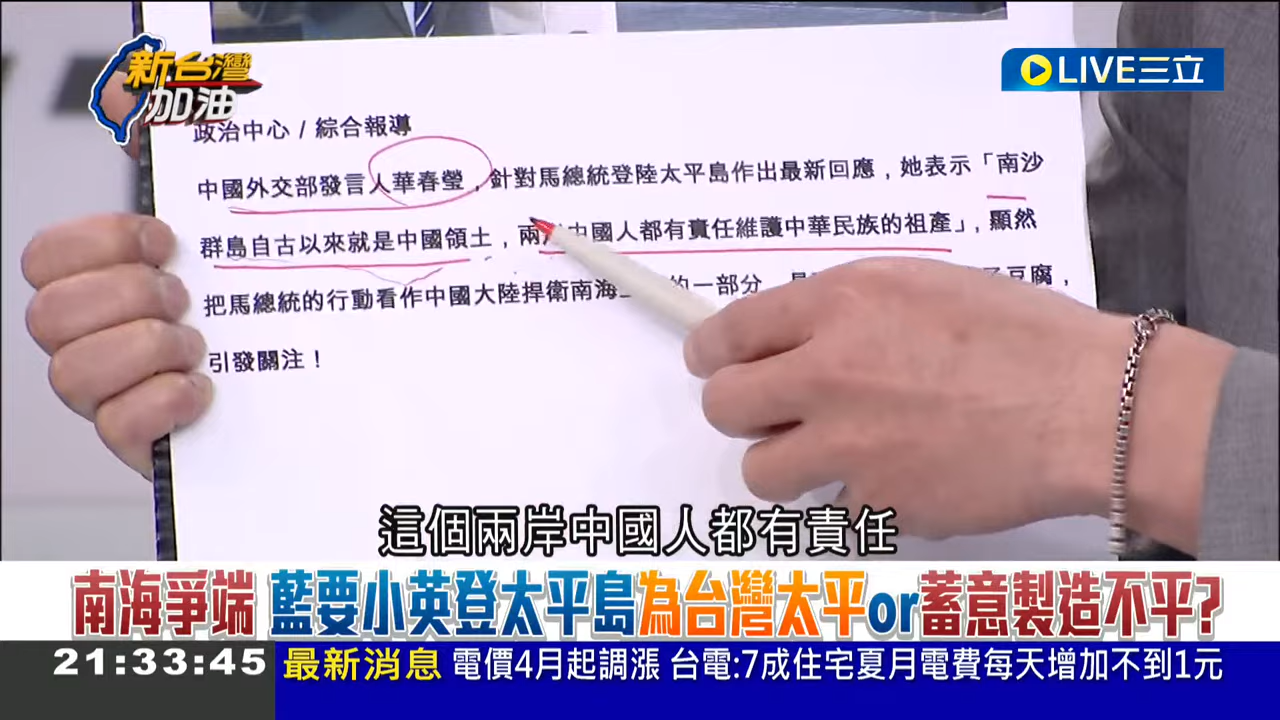 新台灣
加油
LIVE三立
政治中心/綜合報導
中國外交部發言人華春瑩,針對馬總統登陸太平島作出最新回應,她表示「南沙
群島自古以來就是中國領土,兩 中國人都有責任維護中華民族的祖產」,顯然
把馬總統的行動看作中國大陸捍衛南海 的一部分, 豆腐,
引發關注!
這個兩岸中國人都有責任
南海爭端 藍要小英登太平島為台灣太平or蓄意製造不平?
21:33:45 最新消息 電價4月起調漲 台電:7成住宅夏月電費每天增加不到1元